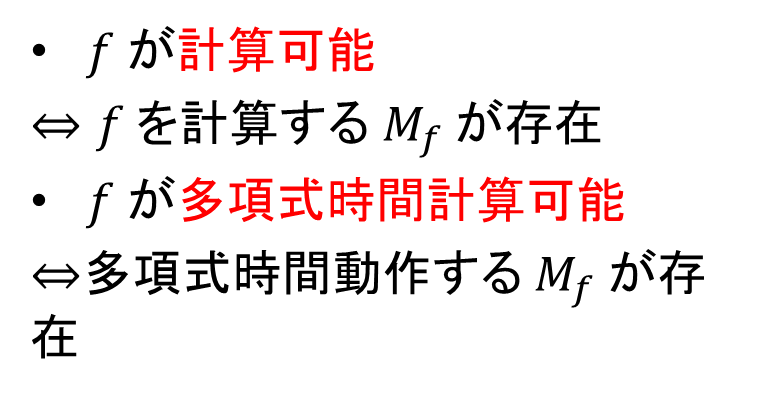 • f が計算可能
⇔ f を計算する M_f が存在
• f が多項式時間計算可能
⇔多項式時間動作する M_f が存
在